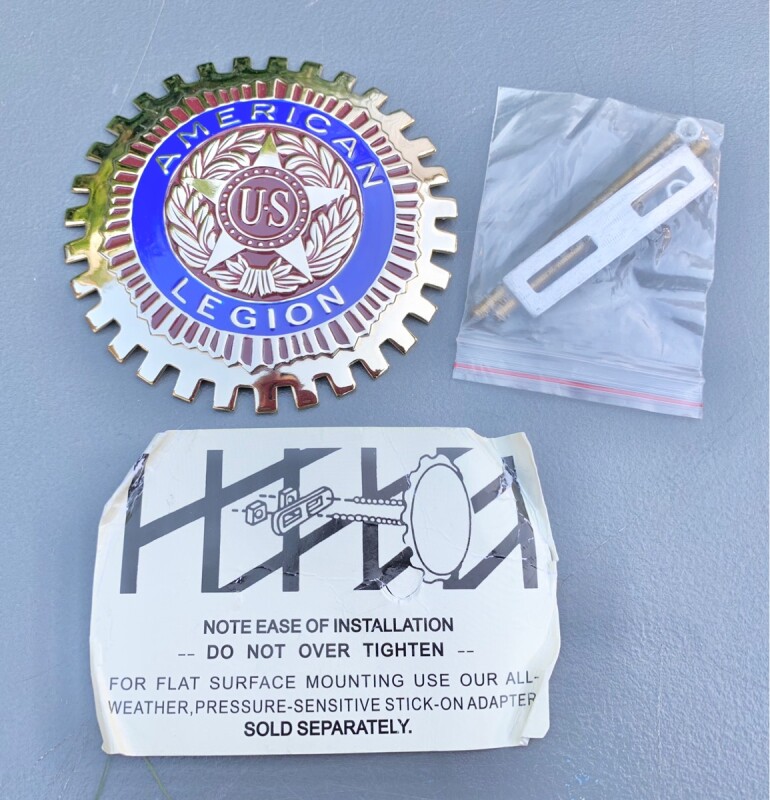 AMERICAN
U·S
LEGION
NOTE EASE OF INSTALLATION
-- DO NOT OVER TIGHTEN --
FOR FLAT SURFACE MOUNTING USE OUR ALL-
WEATHER,PRESSURE-SENSITIVE STICK-ON ADAPTER
SOLD SEPARATELY.